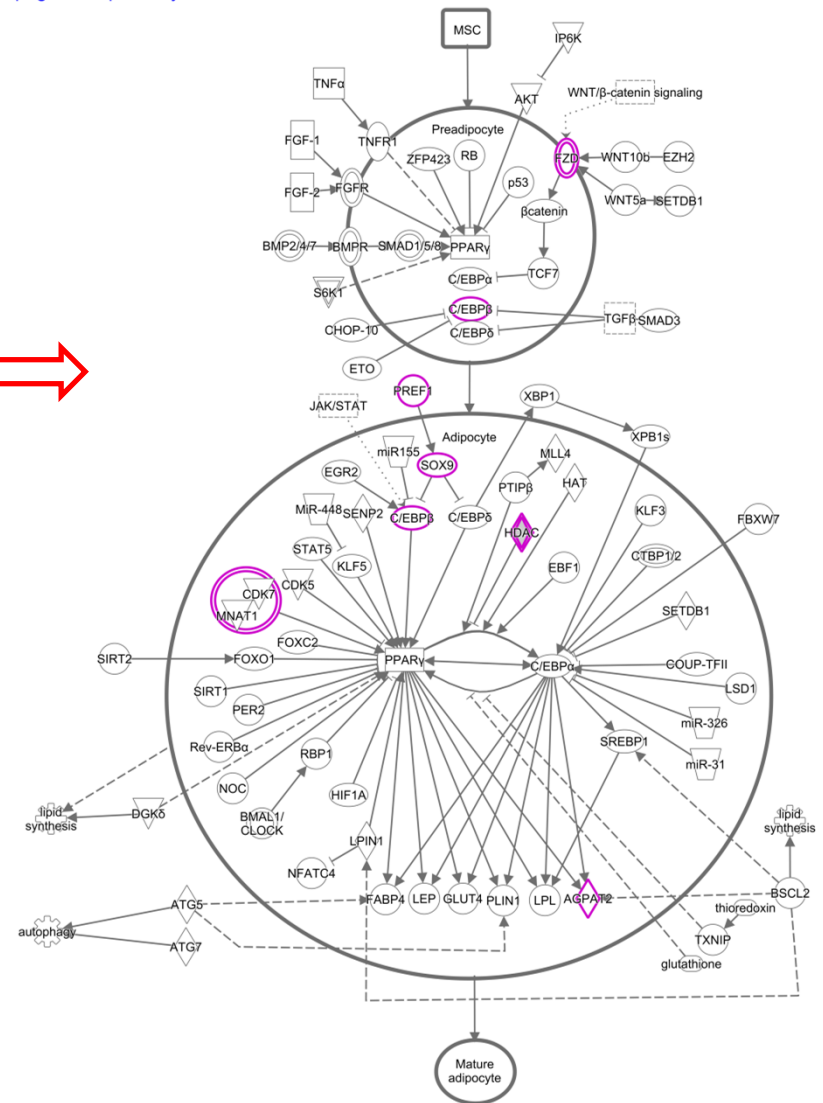 MSC
IP6K
TNFα
AKT
WNT/β-catenin signaling
Preadipocyte
FGF-1
TNFR1
ZFP423
RB
FZD
WNT10b
EZH2
FGF-2
FGFR
p53
WNT5a
SETDB1
βcatenin
BMP2/4/7
BMPR
SMAD1/5/8
PPARγ
C/EBPα
TCF7
S6K1
C/EBPβ
CHOP-10
C/EBPδ
TGFβ
SMAD3
ETO
PREF1
XBP1
JAK/STAT
Adipocyte
XPB1s
miR155
MLL4
EGR2
SOX9
PTIPβ
HAT
MiR-448
SENP2
C/EBPβ
C/EBPδ
KLF3
FBXW7
HDAC
STAT5
KLF5
CTBP1/2
EBF1
CDK7
CDK5
MNAT1
SETDB1
FOXC2
SIRT2
FOXO1
PPARγ
C/EBPα
COUP-TFII
SIRT1
LSD1
PER2
miR-326
Rev-ERBα
RBP1
SREBP1
miR-31
NOC
HIF1A
lipid
synthesis
DGKδ
BMAL1/
CLOCK
LPIN1
lipid
synthesis
NFATC4
ATG5
FABP4
LEP
GLUT4
PLIN1
LPL
AGPAT2
BSCL2
thioredoxin
autophagy
ATG7
TXNIP
glutathione
Mature
adipocyte